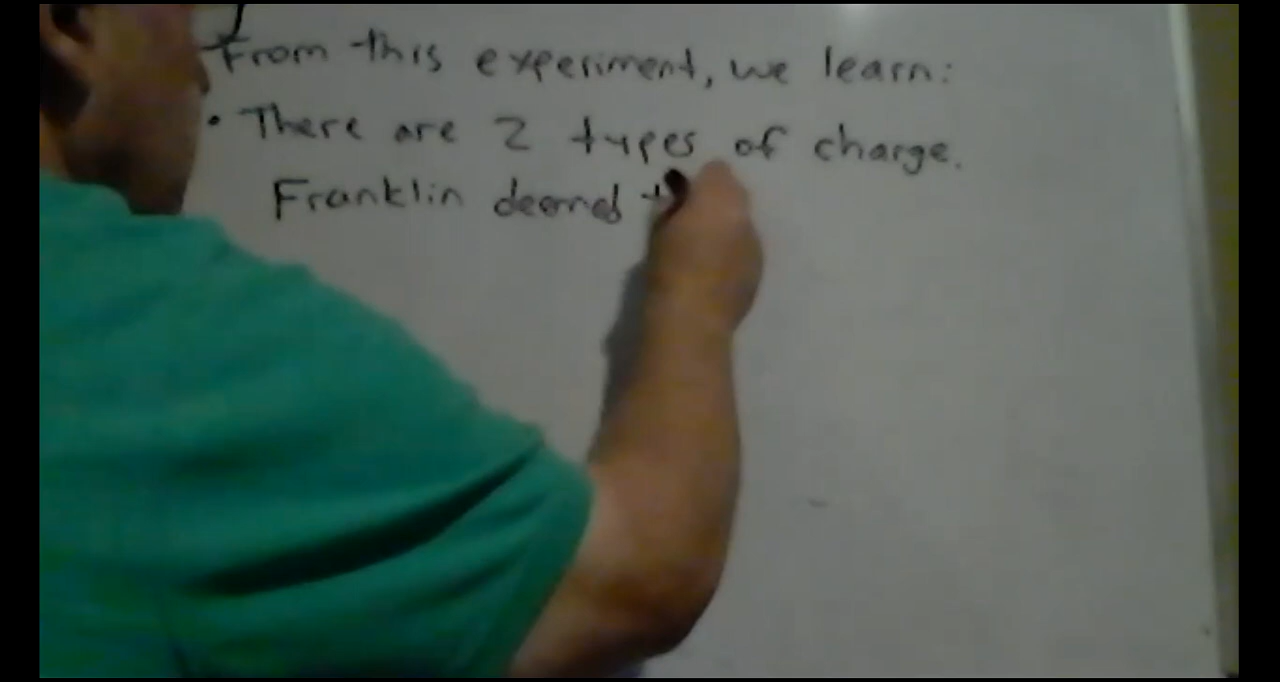 From this experiment, we learn:
• There are 2 types of charge.
Franklin deemed t